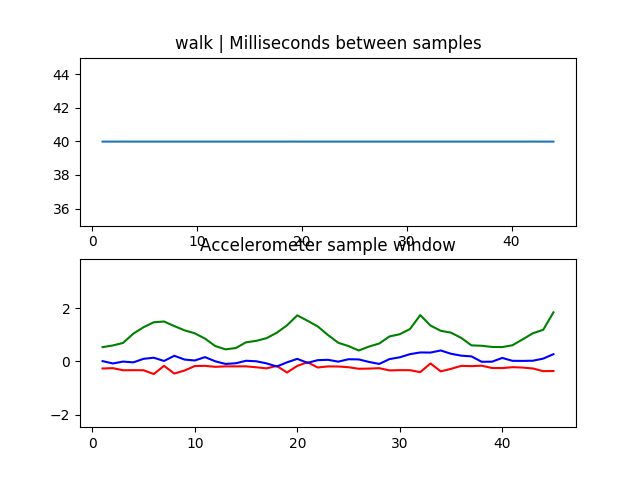 walk | Milliseconds between samples
44
42
40
38
36
0 10 20 30 40
Accelerometer sample window
2
0
−2
0 10 20 30 40